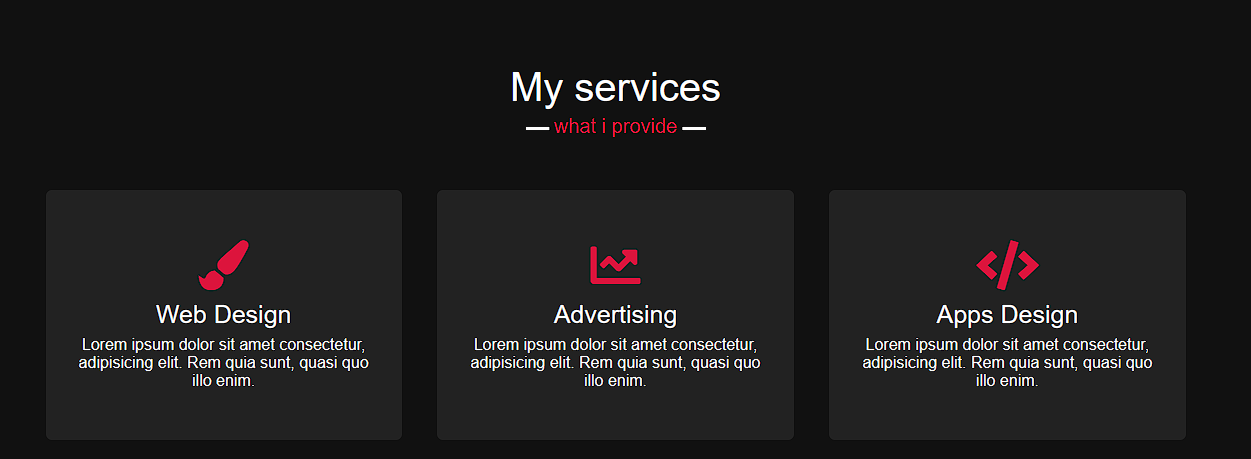 My services
what i provide
Web Design
Lorem ipsum dolor sit amet consectetur,
adipisicing elit. Rem quia sunt, quasi quo
illo enim.
Advertising
Lorem ipsum dolor sit amet consectetur,
adipisicing elit. Rem quia sunt, quasi quo
illo enim.
Apps Design
Lorem ipsum dolor sit amet consectetur,
adipisicing elit. Rem quia sunt, quasi quo
illo enim.